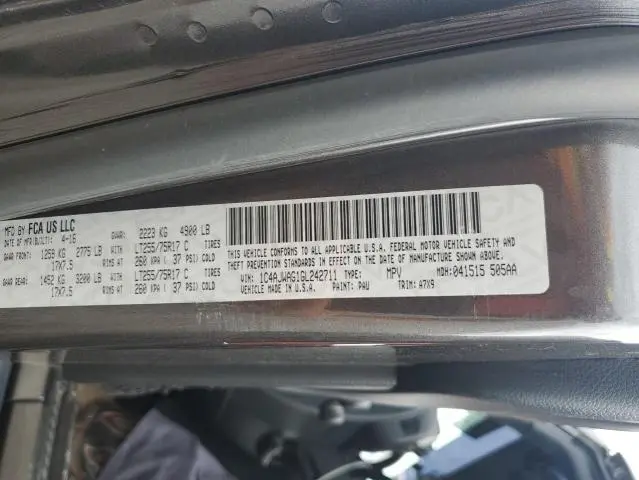 MFD BY FCA US LLC
DATE OF MFR(BUILT): 4-16 GVWR: 2223 KG 4900 LB
GAWR FRONT: 1259 KG 2775 LB WITH LT255/75R17 C TIRES
17X7.5 RIMS AT 250 KPA ( 37 PSI) COLD
GAWR REAR: 1452 KG 3200 LB WITH LT255/75R17 C TIRES
17X7.5 RIMS AT 260 KPA ( 37 PSI) COLD
THIS VEHICLE CONFORMS TO ALL APPLICABLE U.S.A. FEDERAL MOTOR VEHICLE SAFETY AND
THEFT PREVENTION STANDARDS IN EFFECT ON THE DATE OF MANUFACTURE SHOWN ABOVE.
VIN: 1C4AJWAG1GL242711 TYPE: MPV MDH: 041515 505AA
VEHICLE MADE IN U.S.A. PAINT: PAU TRIM: A7X9